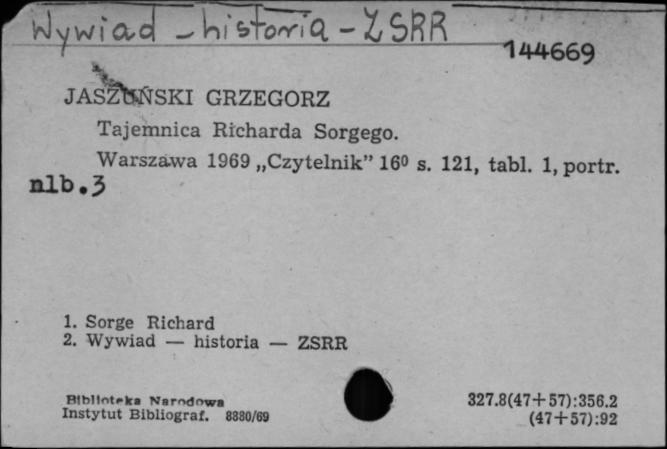 Wywiad - historia - ZSRR
144669
JASZUŃSKI GRZEGORZ
Tajemnica Richarda Sorgego.
Warszawa 1969 „Czytelnik” 16⁰ s. 121, tabl. 1, portr.
nlb. 3
1. Sorge Richard
2. Wywiad — historia — ZSRR
Biblioteka Narodowa
Instytut Bibliograf. 8380/69
327.8(47+57):356.2
(47+57):92